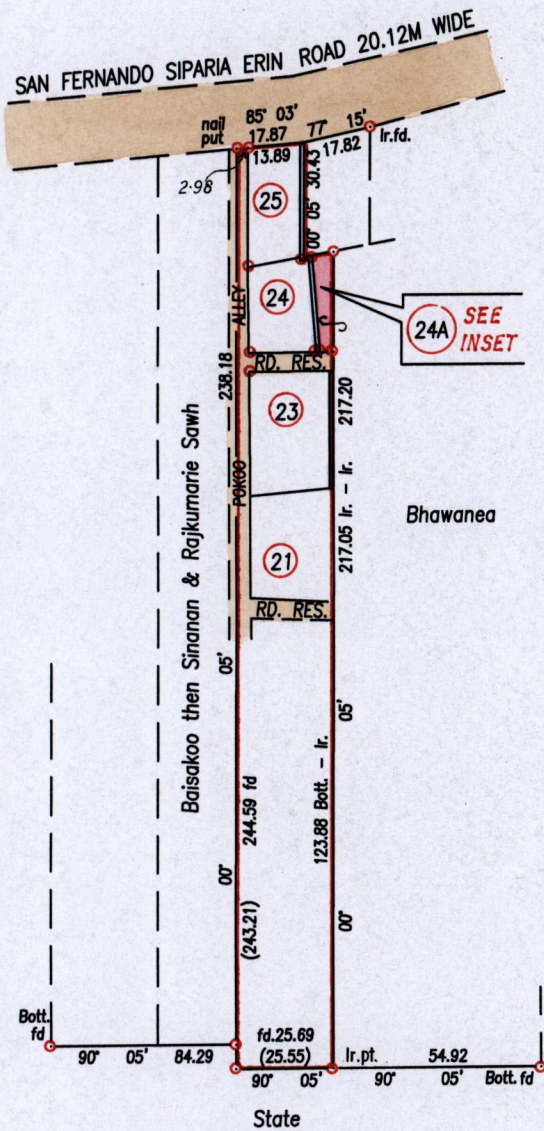 SAN FERNANDO SIPARIA ERIN ROAD 20.12M WIDE
nail
put
85° 03'
17.87
77° 15'
17.82
Ir.fd.
13.89
2.98
00° 05' 30.43
25
24
ALLEY
24A
SEE
INSET
RD. RES.
238.18
23
217.20
POKOO
217.05 Ir. - Ir.
Bhawanea
21
RD. RES.
Baisakoo then Sinanan & Rajkumarie Sawh
00° 05'
244.59 fd
(243.21)
00° 05'
123.88 Bott. - Ir.
Bott.
fd
90° 05' 84.29
fd.25.69
(25.55)
90° 05'
Ir.pt.
54.92
90° 05'
Bott. fd
State